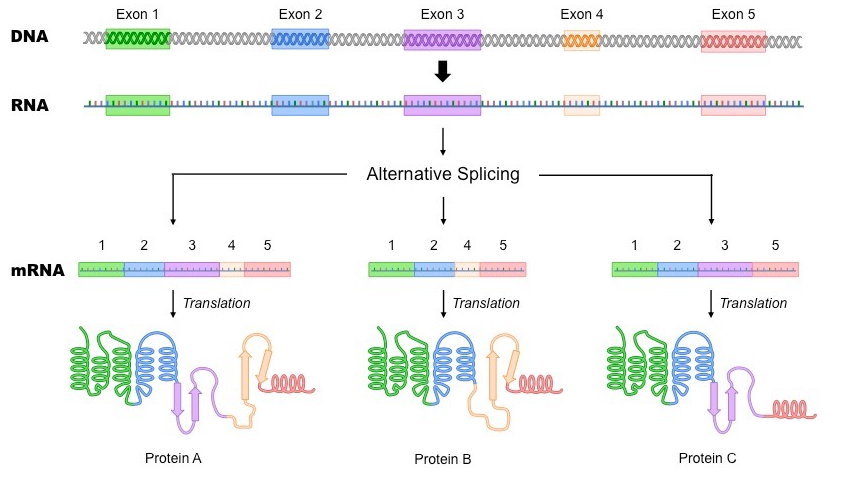 Exon 1 Exon 2 Exon 3 Exon 4 Exon 5
DNA
RNA
Alternative Splicing
1 2 3 4 5 1 2 4 5 1 2 3 5
mRNA
Translation Translation Translation
Protein A Protein B Protein C